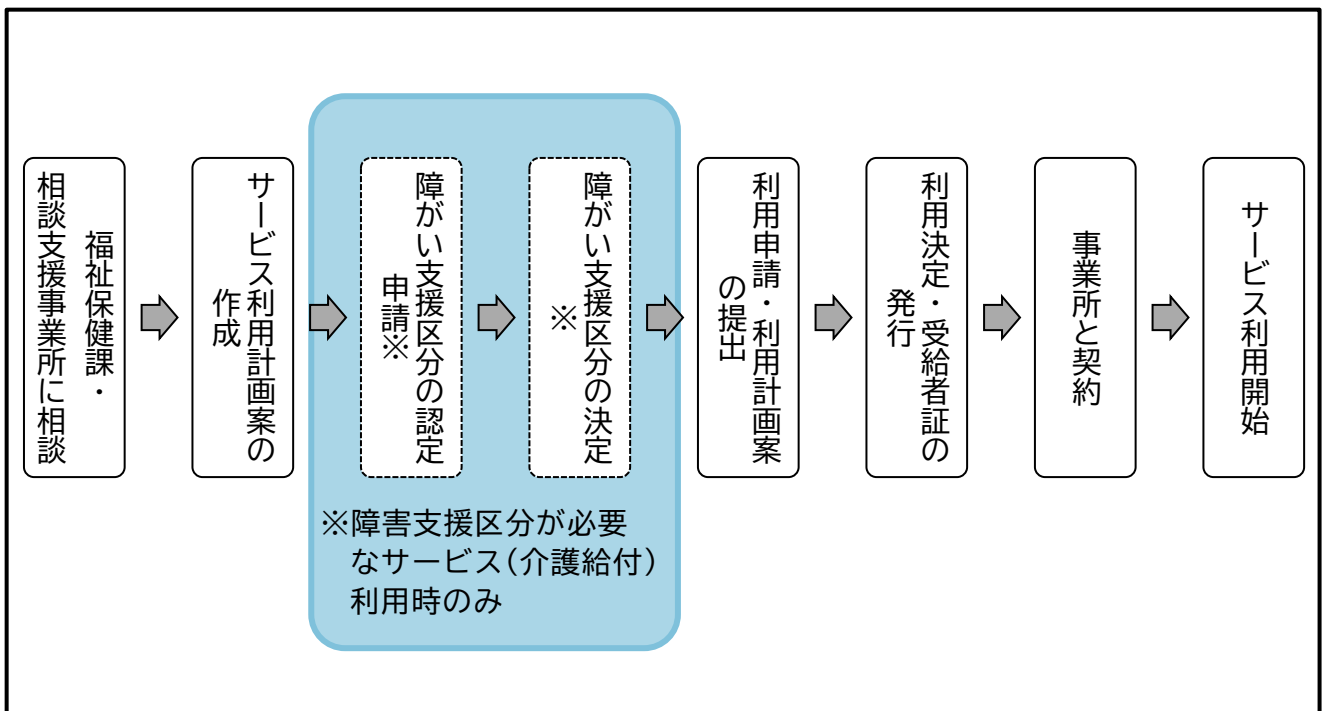 福祉保健課・
相談支援事業所に相談
サービス利用計画案の
作成
障がい支援区分の認定
申請※
障がい支援区分の決定
※
利用申請・利用計画案
の提出
利用決定・受給者証の
発行
事業所と契約
サービス利用開始
※障害支援区分が必要
なサービス(介護給付)
利用時のみ